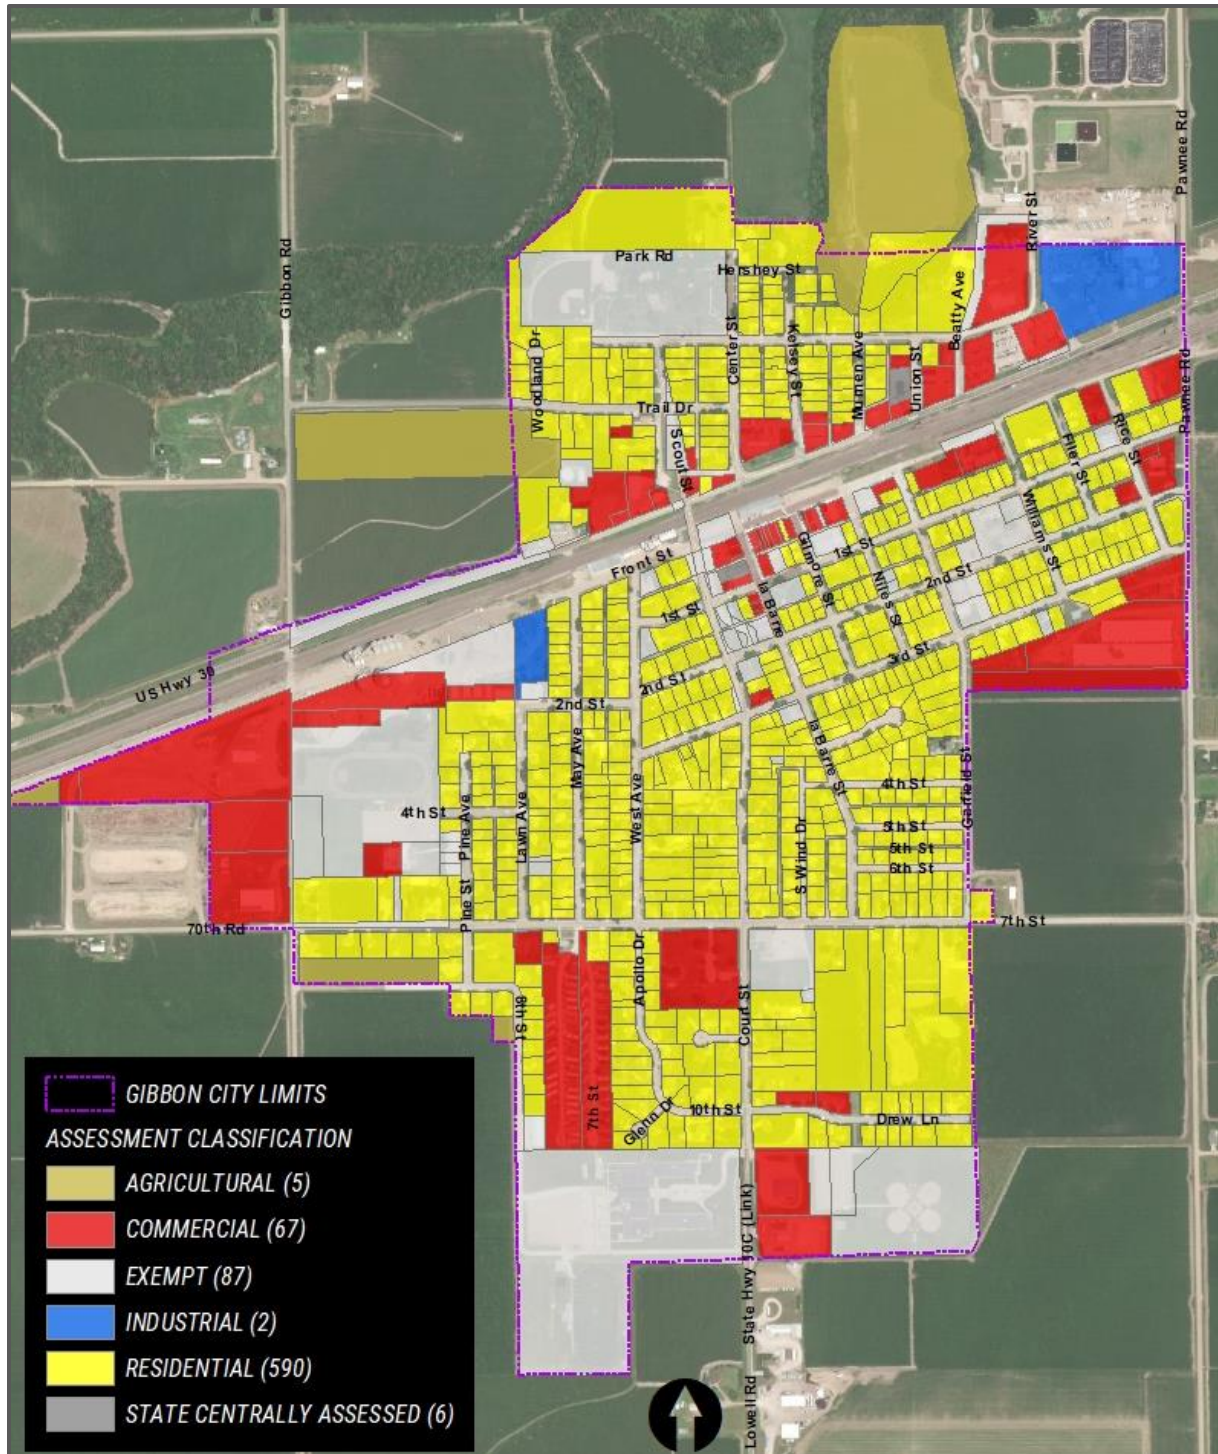 Pawnee Rd
River St
Gibbon Rd
Park Rd
Hershey St
Beatty Ave
Woodland Dr
Center St
Kelsey St
Mumen Ave
Union St
Pawnee Rd
Trail Dr
Scout St
Filer St
Rice St
Williams St
Front St
Gilmore St
1st St
1st St
la Barre
Niles St
2nd St
US Hwy 30
2nd St
3rd St
2nd St
May Ave
la Barre St
4th St
Garfield St
4th St
Pine Ave
Lawn Ave
West Ave
S Wind Dr
5th St
5th St
6th St
70th Rd
Pine St
7th St
8th St
Apollo Dr
Court St
7th St
Glenn Dr
10th St
Drew Ln
State Hwy 10C (Link)
Lowell Rd
GIBBON CITY LIMITS
ASSESSMENT CLASSIFICATION
AGRICULTURAL (5)
COMMERCIAL (67)
EXEMPT (87)
INDUSTRIAL (2)
RESIDENTIAL (590)
STATE CENTRALLY ASSESSED (6)